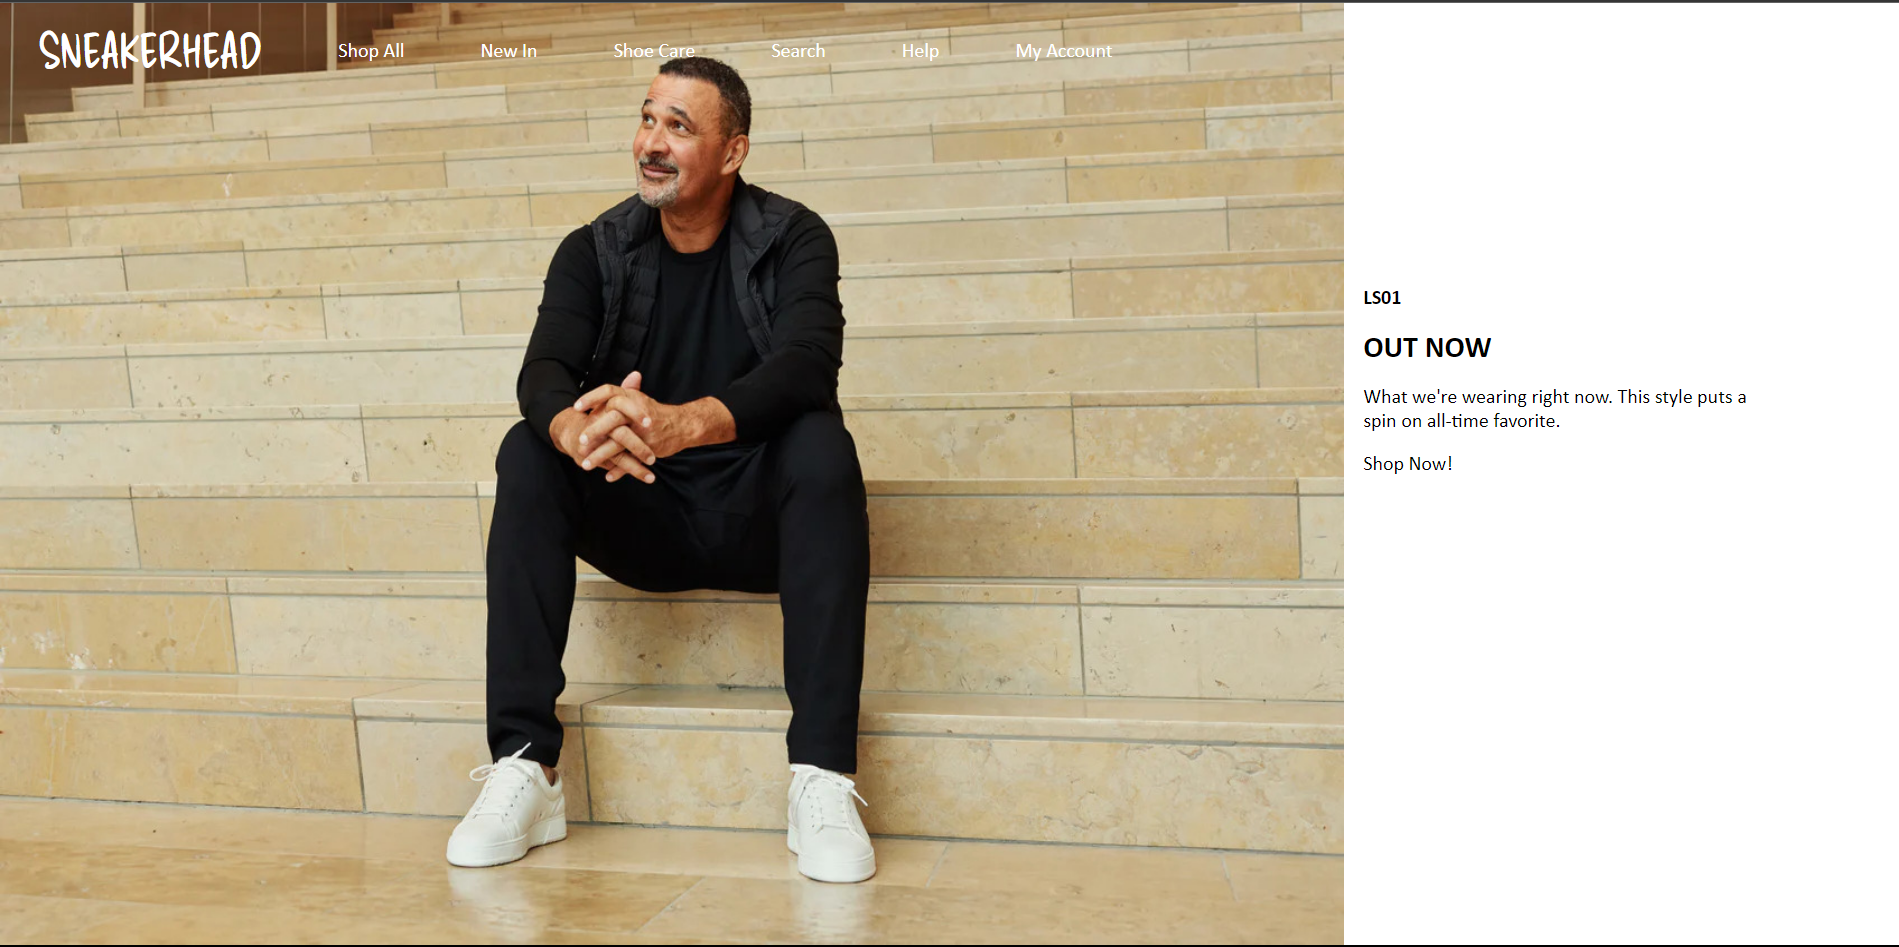 SNEAKERHEAD
Shop All New In Shoe Care Search Help My Account
LS01
OUT NOW
What we're wearing right now. This style puts a
spin on all-time favorite.
Shop Now!